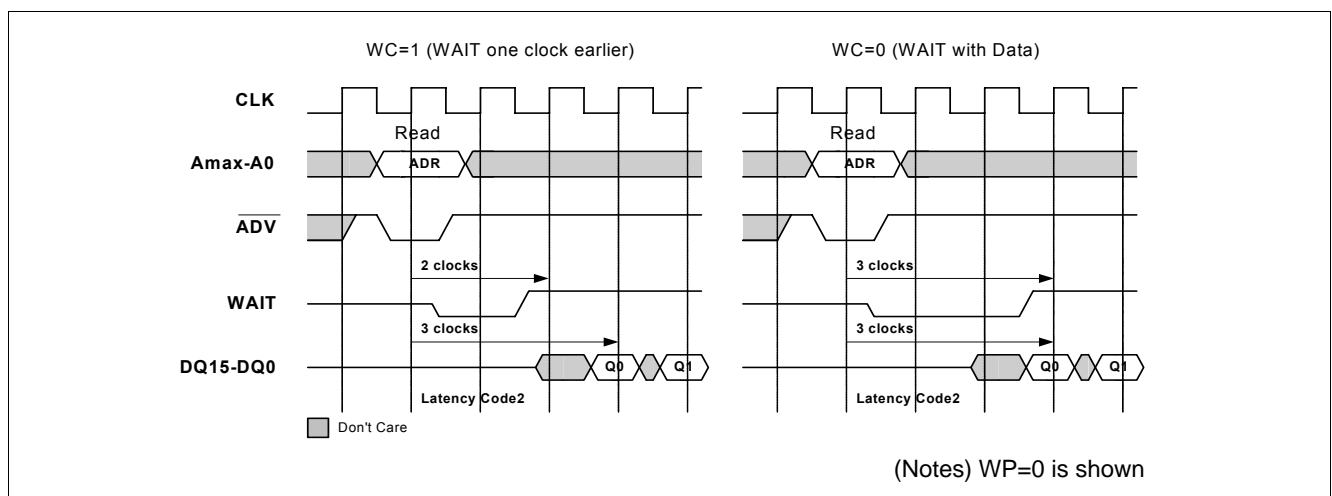 WC=1 (WAIT one clock earlier) WC=0 (WAIT with Data)
CLK
Read Read
Amax-A0 ADR ADR
ADV
2 clocks 3 clocks
WAIT
3 clocks 3 clocks
DQ15-DQ0 Q0 Q1 Q0 Q1
Latency Code2 Latency Code2
Don't Care
(Notes) WP=0 is shown